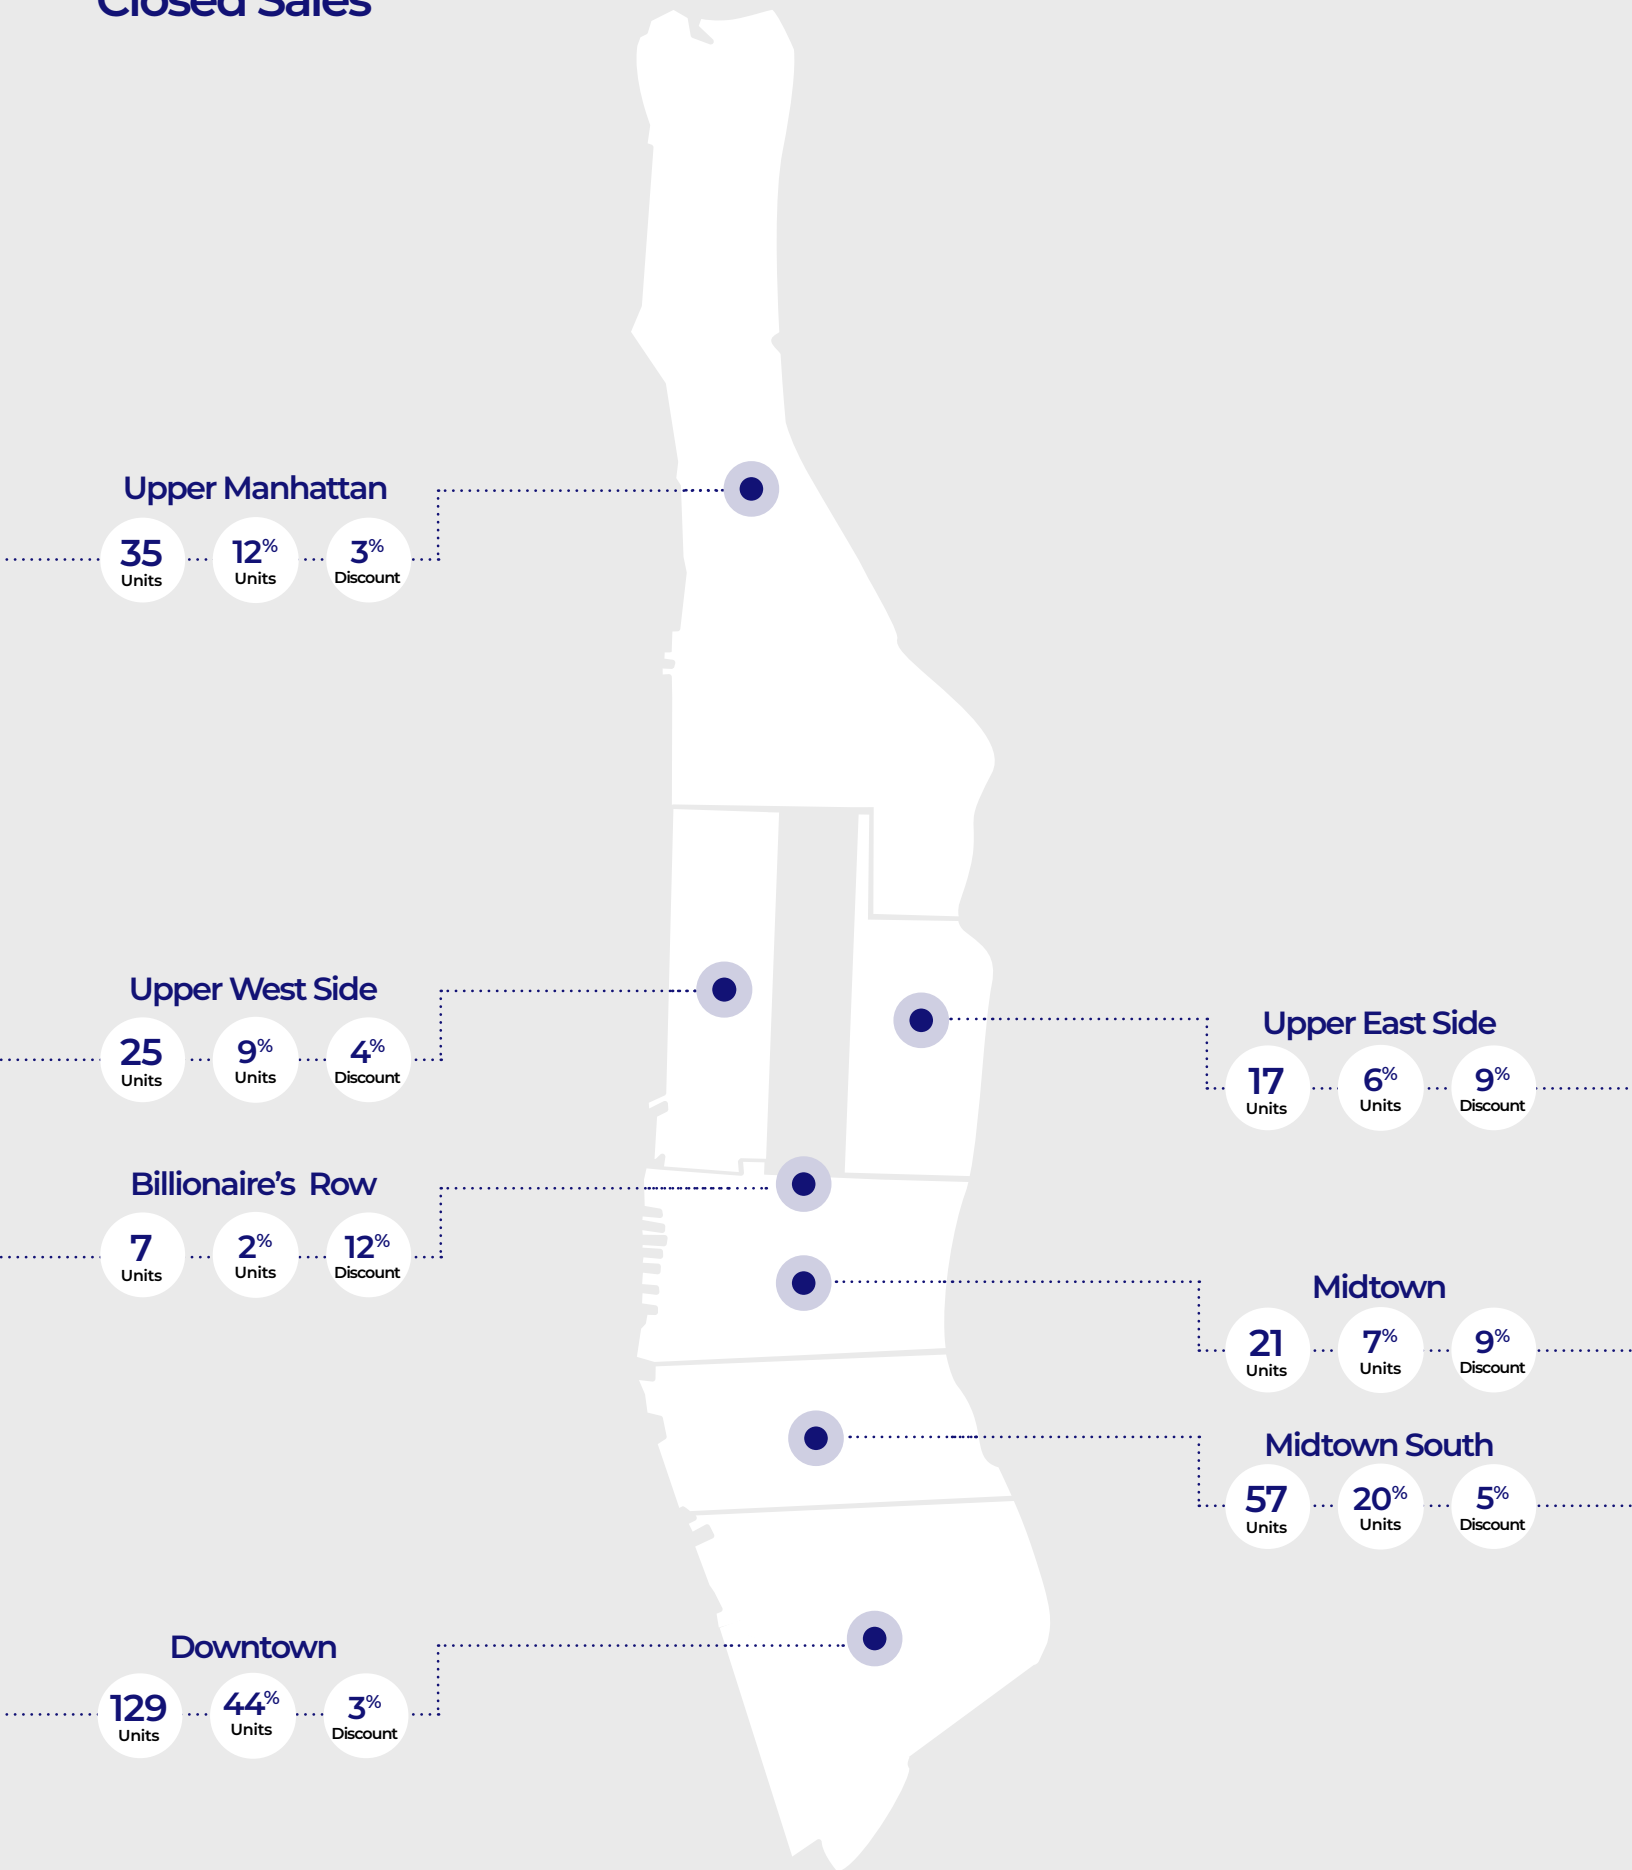 Closed Sales
Upper Manhattan
35 Units
12% Units
3% Discount
Upper West Side
25 Units
9% Units
4% Discount
Upper East Side
17 Units
6% Units
9% Discount
Billionaire’s Row
7 Units
2% Units
12% Discount
Midtown
21 Units
7% Units
9% Discount
Midtown South
57 Units
20% Units
5% Discount
Downtown
129 Units
44% Units
3% Discount